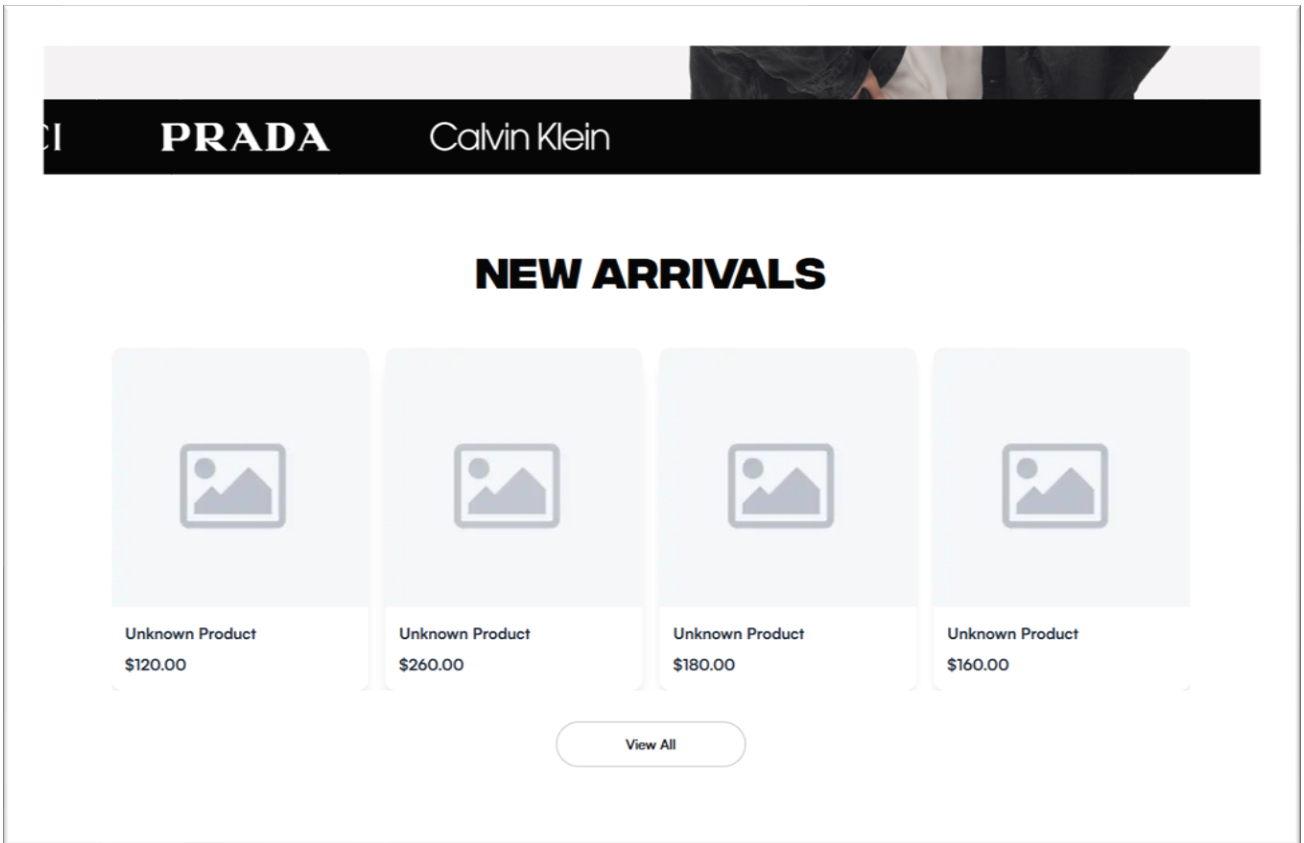 CI
PRADA
Calvin Klein
NEW ARRIVALS
Unknown Product
Unknown Product
Unknown Product
Unknown Product
$120.00
$260.00
$180.00
$160.00
View All